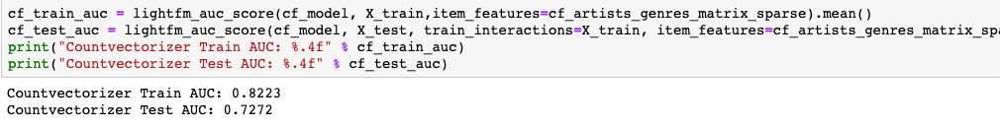 cf_train_auc = lightfm_auc_score(cf_model, X_train,item_features=cf_artists_genres_matrix_sparse).mean()
cf_test_auc = lightfm_auc_score(cf_model, X_test, train_interactions=X_train, item_features=cf_artists_genres_matrix_spa
print("Countvectorizer Train AUC: %.4f" % cf_train_auc)
print("Countvectorizer Test AUC: %.4f" % cf_test_auc)
Countvectorizer Train AUC: 0.8223
Countvectorizer Test AUC: 0.7272